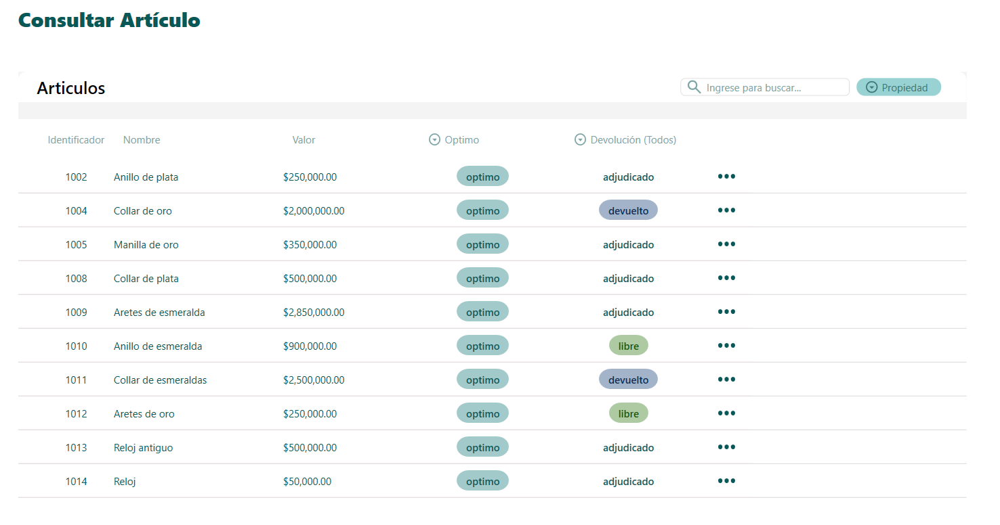 Consultar Artículo
Articulos Ingrese para buscar... Propiedad
Identificador Nombre Valor Optimo Devolución (Todos)
1002 Anillo de plata $250,000.00 optimo adjudicado
1004 Collar de oro $2,000,000.00 optimo devuelto
1005 Manilla de oro $350,000.00 optimo adjudicado
1008 Collar de plata $500,000.00 optimo adjudicado
1009 Aretes de esmeralda $2,850,000.00 optimo adjudicado
1010 Anillo de esmeralda $900,000.00 optimo libre
1011 Collar de esmeraldas $2,500,000.00 optimo devuelto
1012 Aretes de oro $250,000.00 optimo libre
1013 Reloj antiguo $500,000.00 optimo adjudicado
1014 Reloj $50,000.00 optimo adjudicado